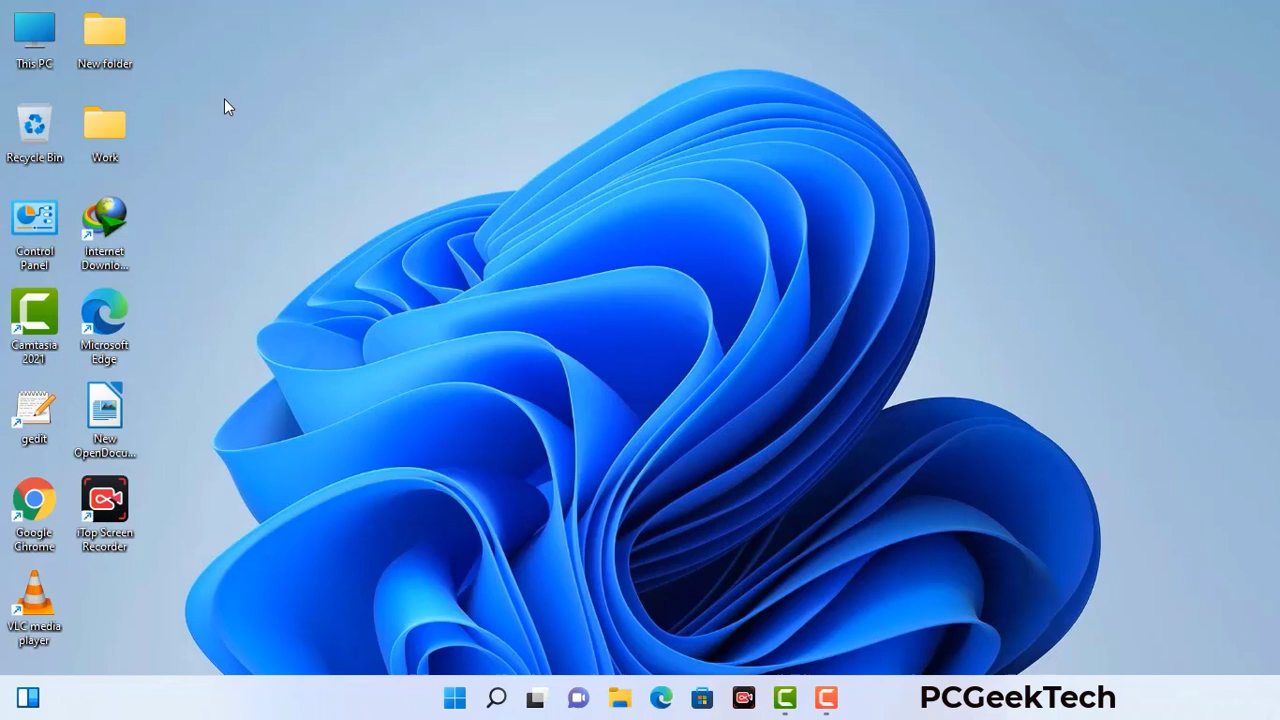 This PC
New folder
Recycle Bin
Work
Control
Panel
Internet
Downlo...
Camtasia
2021
Microsoft
Edge
gedit
New
OpenDocu...
Google
Chrome
iTop Screen
Recorder
VLC media
player
PCGeekTech